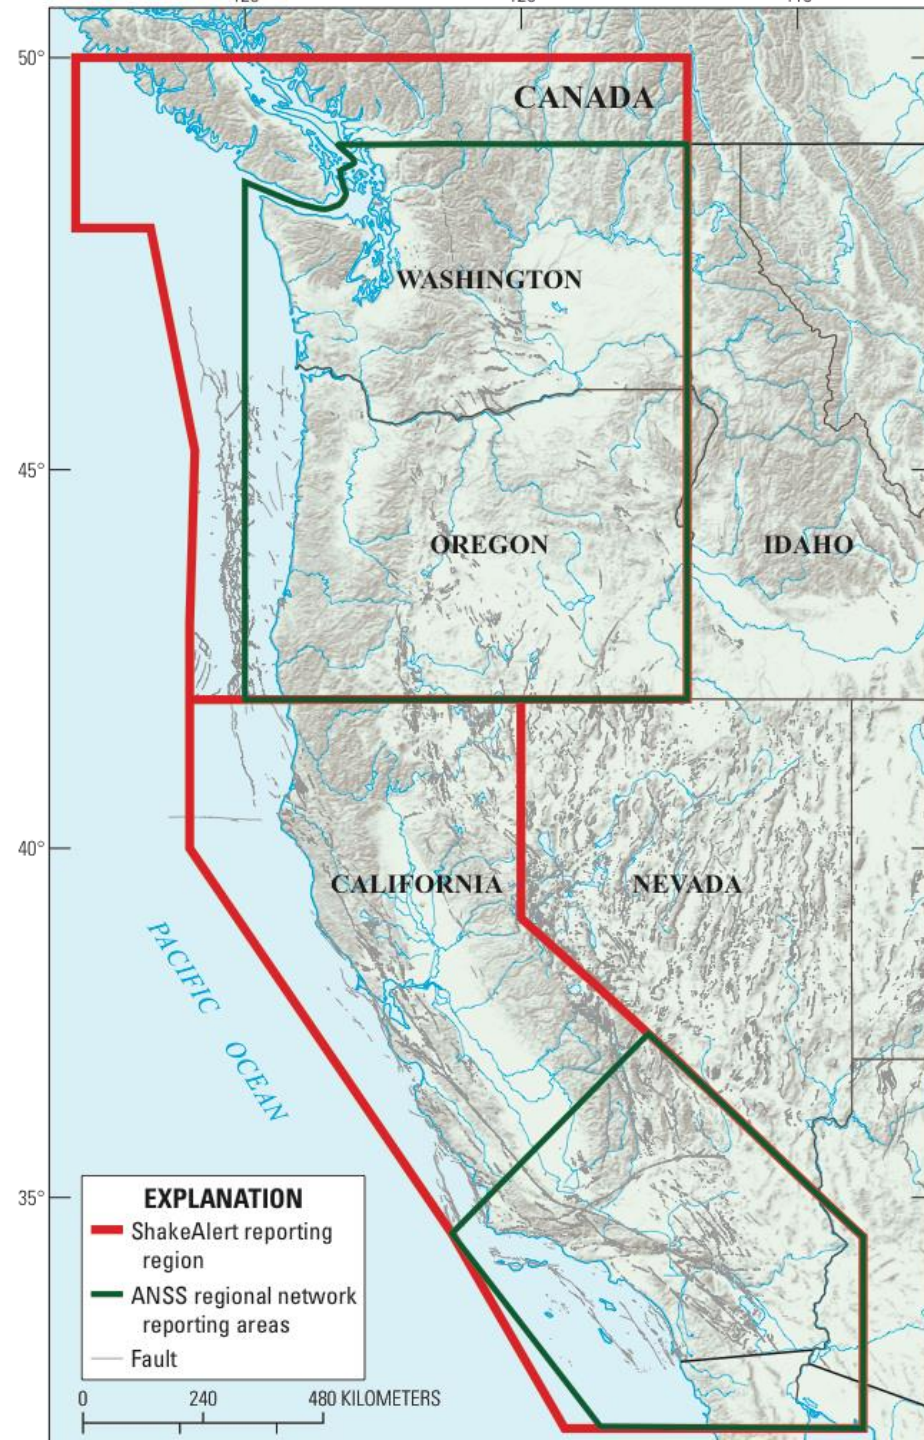 50°
CANADA
WASHINGTON
45°
OREGON
IDAHO
40°
CALIFORNIA
NEVADA
PACIFIC
OCEAN
35°
EXPLANATION
ShakeAlert reporting
region
ANSS regional network
reporting areas
Fault
0 240 480 KILOMETERS